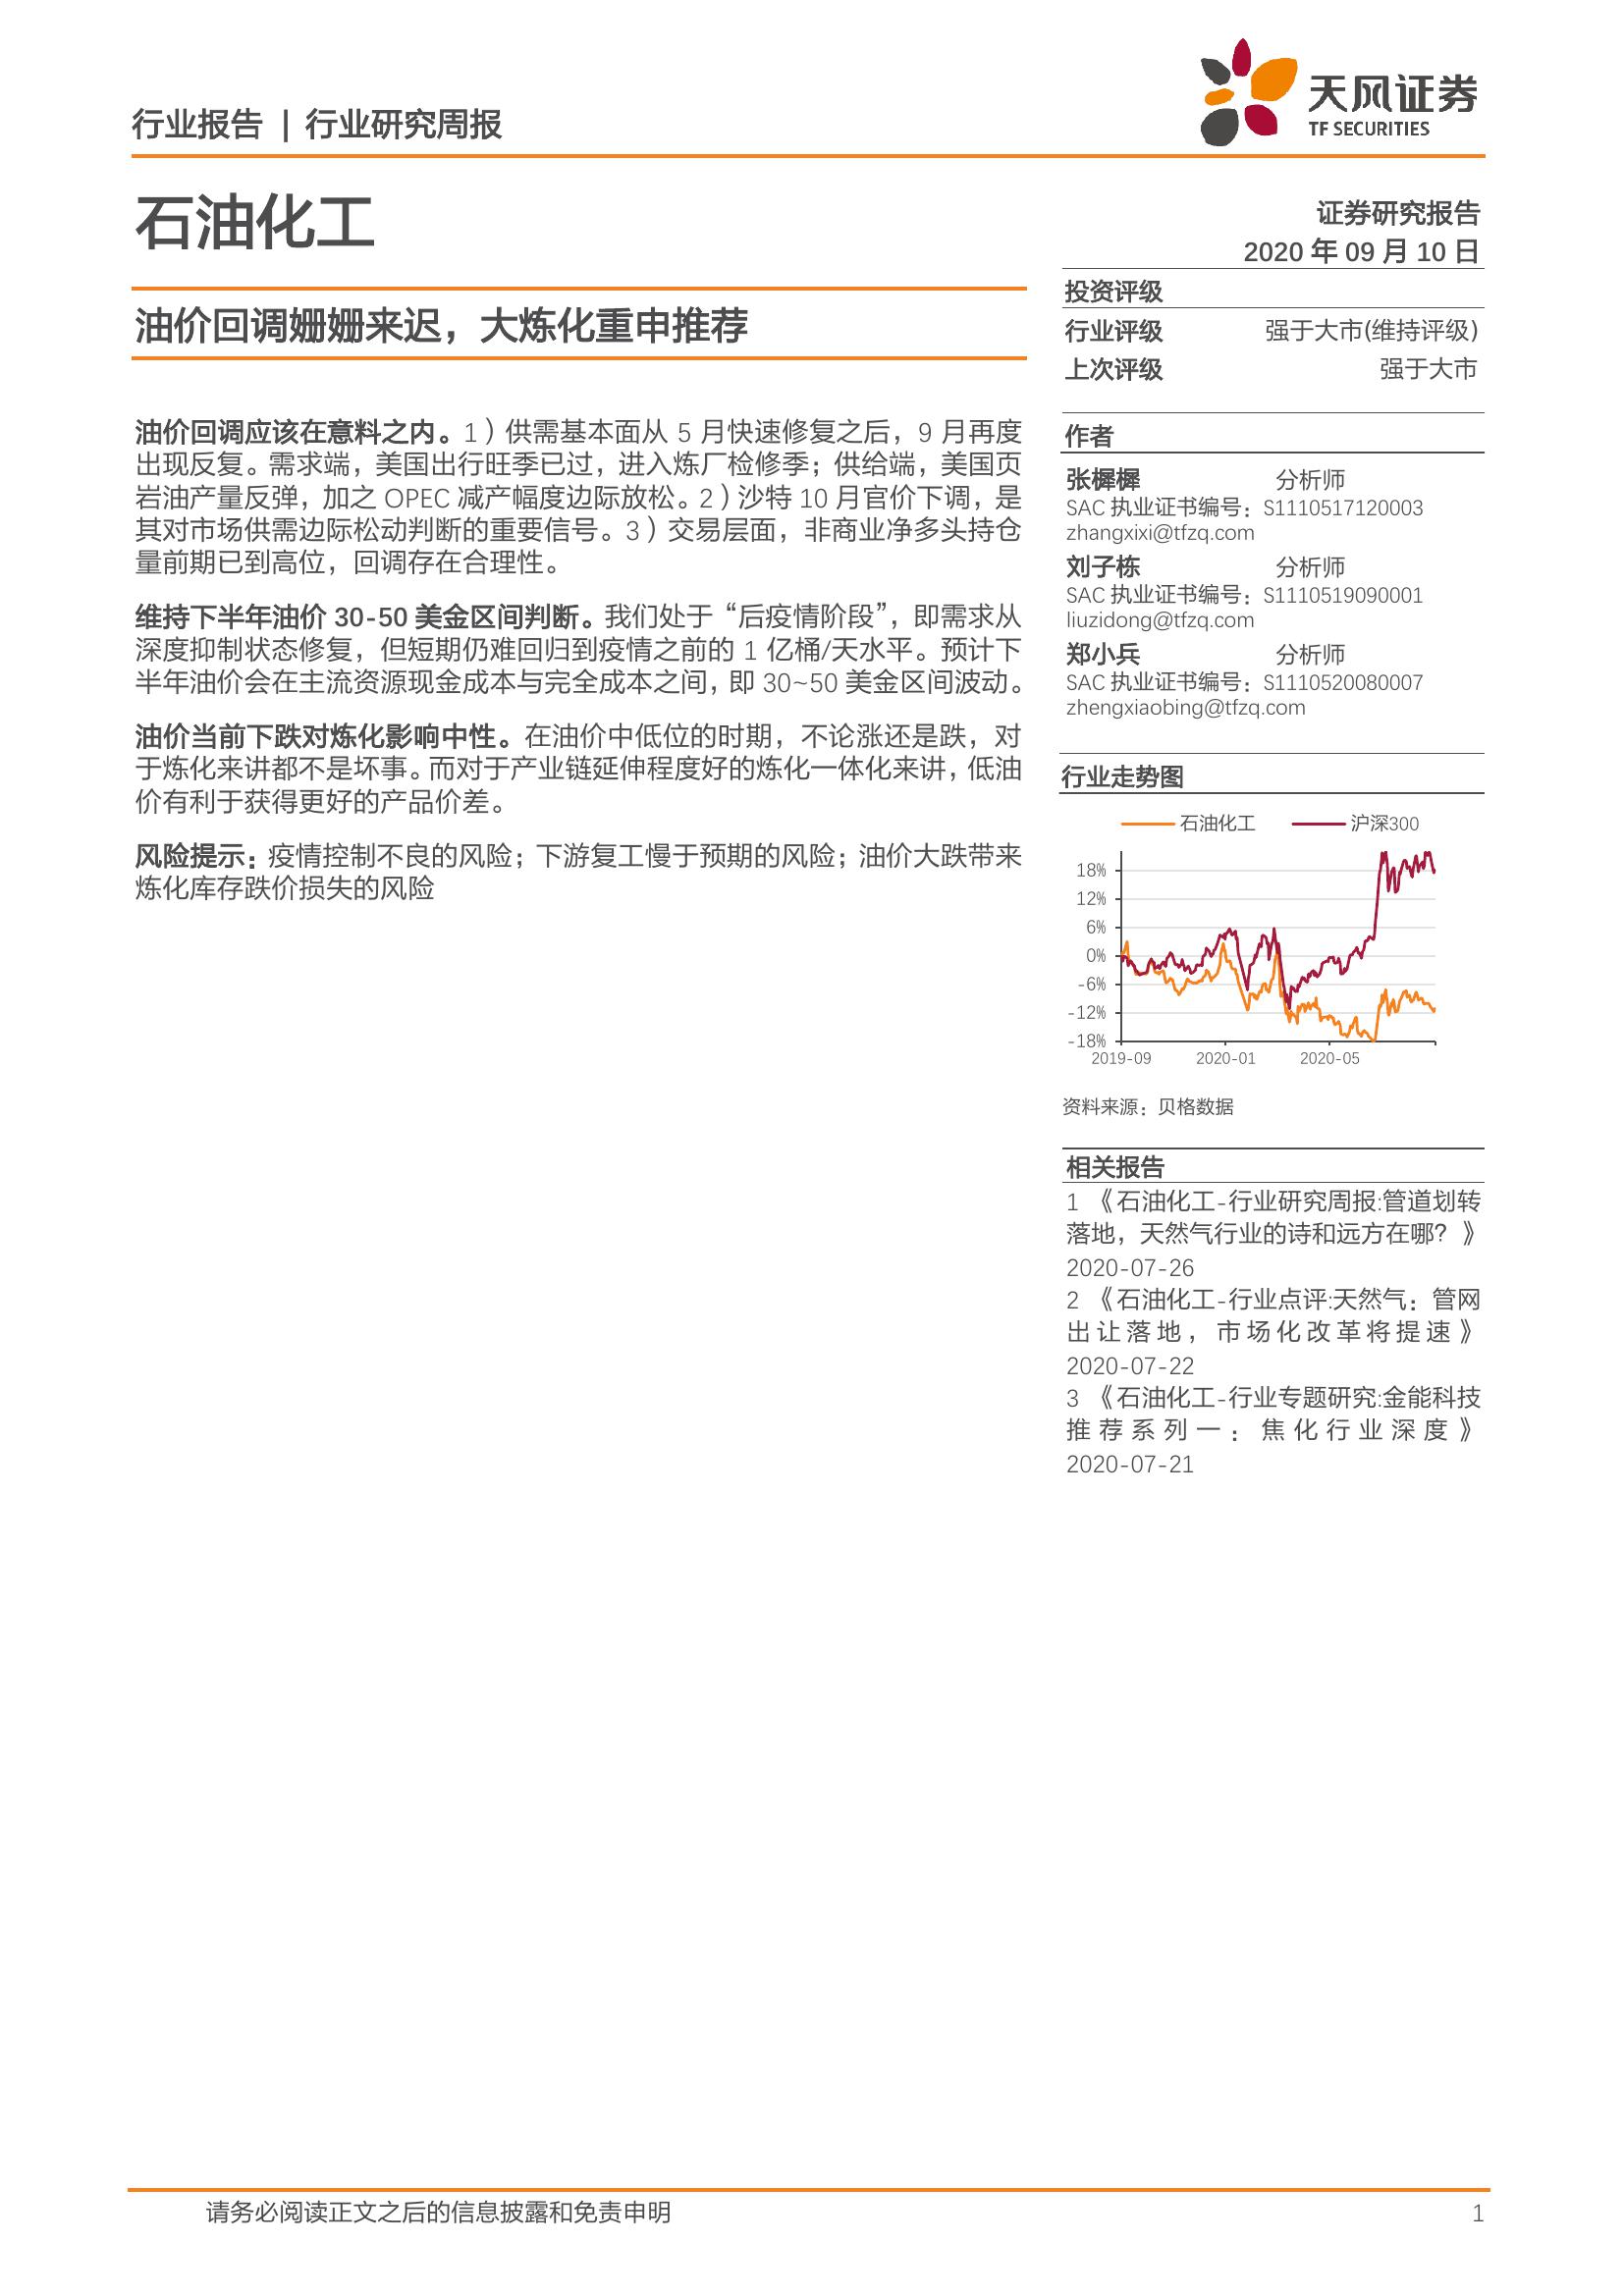 行业报告 | 行业研究周报
天风证券
TF SECURITIES
石油化工
证券研究报告
2020 年 09 月 10 日
油价回调姗姗来迟，大炼化重申推荐
油价回调应该在意料之内。1）供需基本面从 5 月快速修复之后，9 月再度
出现反复。需求端，美国出行旺季已过，进入炼厂检修季；供给端，美国页
岩油产量反弹，加之 OPEC 减产幅度边际放松。2）沙特 10 月官价下调，是
其对市场供需边际松动判断的重要信号。3）交易层面，非商业净多头持仓
量前期已到高位，回调存在合理性。
维持下半年油价 30-50 美金区间判断。我们处于“后疫情阶段”，即需求从
深度抑制状态修复，但短期仍难回归到疫情之前的 1 亿桶/天水平。预计下
半年油价会在主流资源现金成本与完全成本之间，即 30~50 美金区间波动。
油价当前下跌对炼化影响中性。在油价中低位的时期，不论涨还是跌，对
于炼化来讲都不是坏事。而对于产业链延伸程度好的炼化一体化来讲，低油
价有利于获得更好的产品价差。
风险提示：疫情控制不良的风险；下游复工慢于预期的风险；油价大跌带来
炼化库存跌价损失的风险
投资评级
行业评级 强于大市(维持评级)
上次评级 强于大市
作者
张樨樨 分析师
SAC 执业证书编号：S1110517120003
zhangxixi@tfzq.com
刘子栋 分析师
SAC 执业证书编号：S1110519090001
liuzidong@tfzq.com
郑小兵 分析师
SAC 执业证书编号：S1110520080007
zhengxiaobing@tfzq.com
行业走势图
石油化工 沪深300
18%
12%
6%
0%
-6%
-12%
-18%
2019-09 2020-01 2020-05
资料来源：贝格数据
相关报告
1 《石油化工-行业研究周报:管道划转
落地，天然气行业的诗和远方在哪？》
2020-07-26
2 《石油化工-行业点评:天然气：管网
出让落地，市场化改革将提速》
2020-07-22
3 《石油化工-行业专题研究:金能科技
推荐系列一：焦化行业深度》
2020-07-21
请务必阅读正文之后的信息披露和免责申明 1